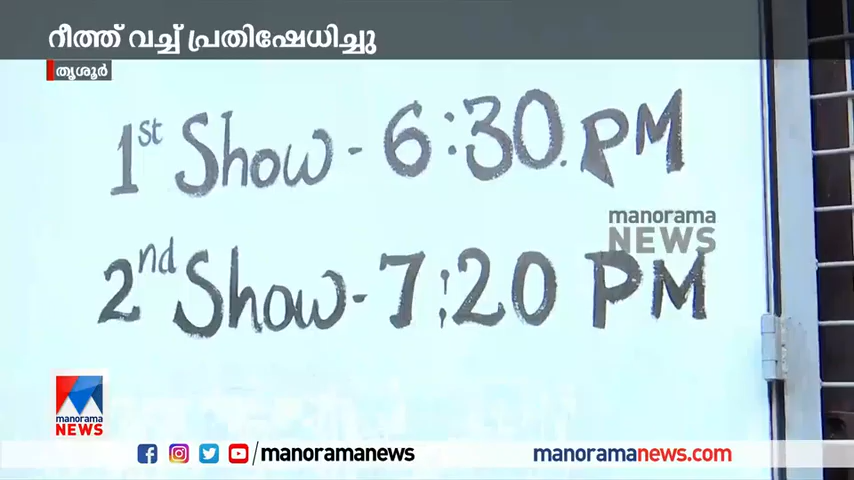 റീത്ത് വച്ച് പ്രതിഷേധിച്ചു
തൃശൂർ
1st Show - 6:30.PM
manorama
NEWS
2nd Show - 7:20 PM
manorama
NEWS
/manoramanews
manoramanews.com